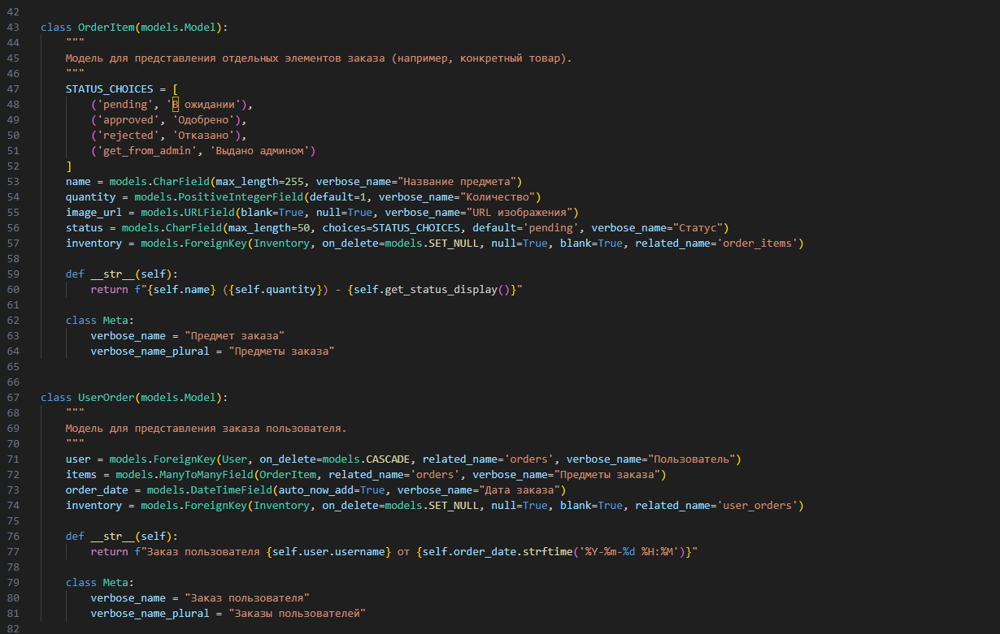 42
43 class OrderItem(models.Model):
44     """
45     Модель для представления отдельных элементов заказа (например, конкретный товар).
46     """
47     STATUS_CHOICES = [
48         ('pending', 'В ожидании'),
49         ('approved', 'Одобрено'),
50         ('rejected', 'Отказано'),
51         ('get_from_admin', 'Выдано админом')
52     ]
53     name = models.CharField(max_length=255, verbose_name="Название предмета")
54     quantity = models.PositiveIntegerField(default=1, verbose_name="Количество")
55     image_url = models.URLField(blank=True, null=True, verbose_name="URL изображения")
56     status = models.CharField(max_length=50, choices=STATUS_CHOICES, default='pending', verbose_name="Статус")
57     inventory = models.ForeignKey(Inventory, on_delete=models.SET_NULL, null=True, blank=True, related_name='order_items')
58
59     def __str__(self):
60         return f"{self.name} ({self.quantity}) - {self.get_status_display()}"
61
62     class Meta:
63         verbose_name = "Предмет заказа"
64         verbose_name_plural = "Предметы заказа"
65
66
67 class UserOrder(models.Model):
68     """
69     Модель для представления заказа пользователя.
70     """
71     user = models.ForeignKey(User, on_delete=models.CASCADE, related_name='orders', verbose_name="Пользователь")
72     items = models.ManyToManyField(OrderItem, related_name='orders', verbose_name="Предметы заказа")
73     order_date = models.DateTimeField(auto_now_add=True, verbose_name="Дата заказа")
74     inventory = models.ForeignKey(Inventory, on_delete=models.SET_NULL, null=True, blank=True, related_name='user_orders')
75
76     def __str__(self):
77         return f"Заказ пользователя {self.user.username} от {self.order_date.strftime('%Y-%m-%d %H:%M')}"
78
79     class Meta:
80         verbose_name = "Заказ пользователя"
81         verbose_name_plural = "Заказы пользователей"
82